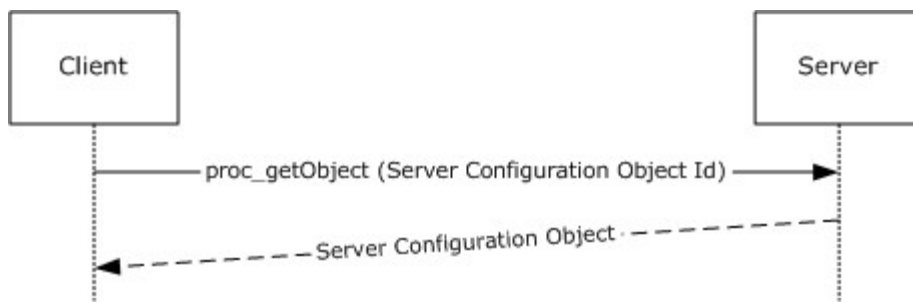 Client
Server
proc_getObject (Server Configuration Object Id)
Server Configuration Object